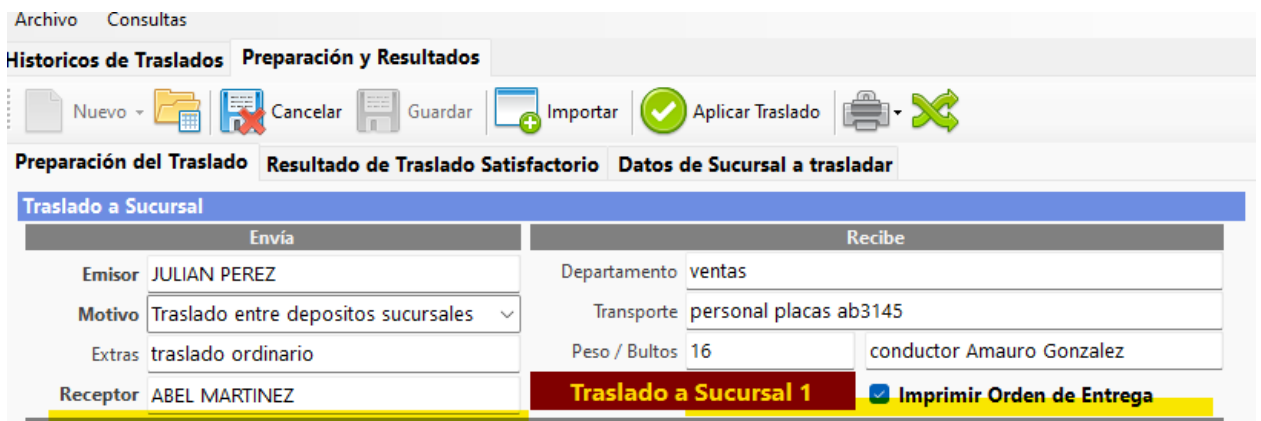 Archivo Consultas
Historicos de Traslados Preparación y Resultados
Nuevo Cancelar Guardar Importar Aplicar Traslado
Preparación del Traslado Resultado de Traslado Satisfactorio Datos de Sucursal a trasladar
Traslado a Sucursal
Envía Recibe
Emisor JULIAN PEREZ Departamento ventas
Motivo Traslado entre depositos sucursales Transporte personal placas ab3145
Extras traslado ordinario Peso / Bultos 16 conductor Amauro Gonzalez
Receptor ABEL MARTINEZ Traslado a Sucursal 1 Imprimir Orden de Entrega